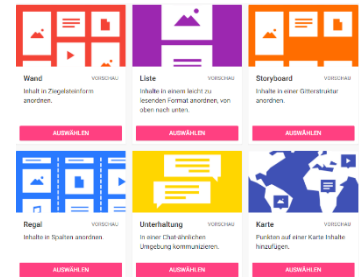 Wand VORSCHAU
Inhalt in Ziegelsteinform
anordnen.
AUSWÄHLEN
Liste VORSCHAU
Inhalte in einem leicht zu
lesenden Format anordnen, von
oben nach unten.
AUSWÄHLEN
Storyboard VORSCHAU
Inhalte in einer Gitterstruktur
anordnen.
AUSWÄHLEN
Regal VORSCHAU
Inhalte in Spalten anordnen.
AUSWÄHLEN
Unterhaltung VORSCHAU
In einer Chat-ähnlichen
Umgebung kommunizieren.
AUSWÄHLEN
Karte VORSCHAU
Punkten auf einer Karte Inhalte
hinzufügen.
AUSWÄHLEN